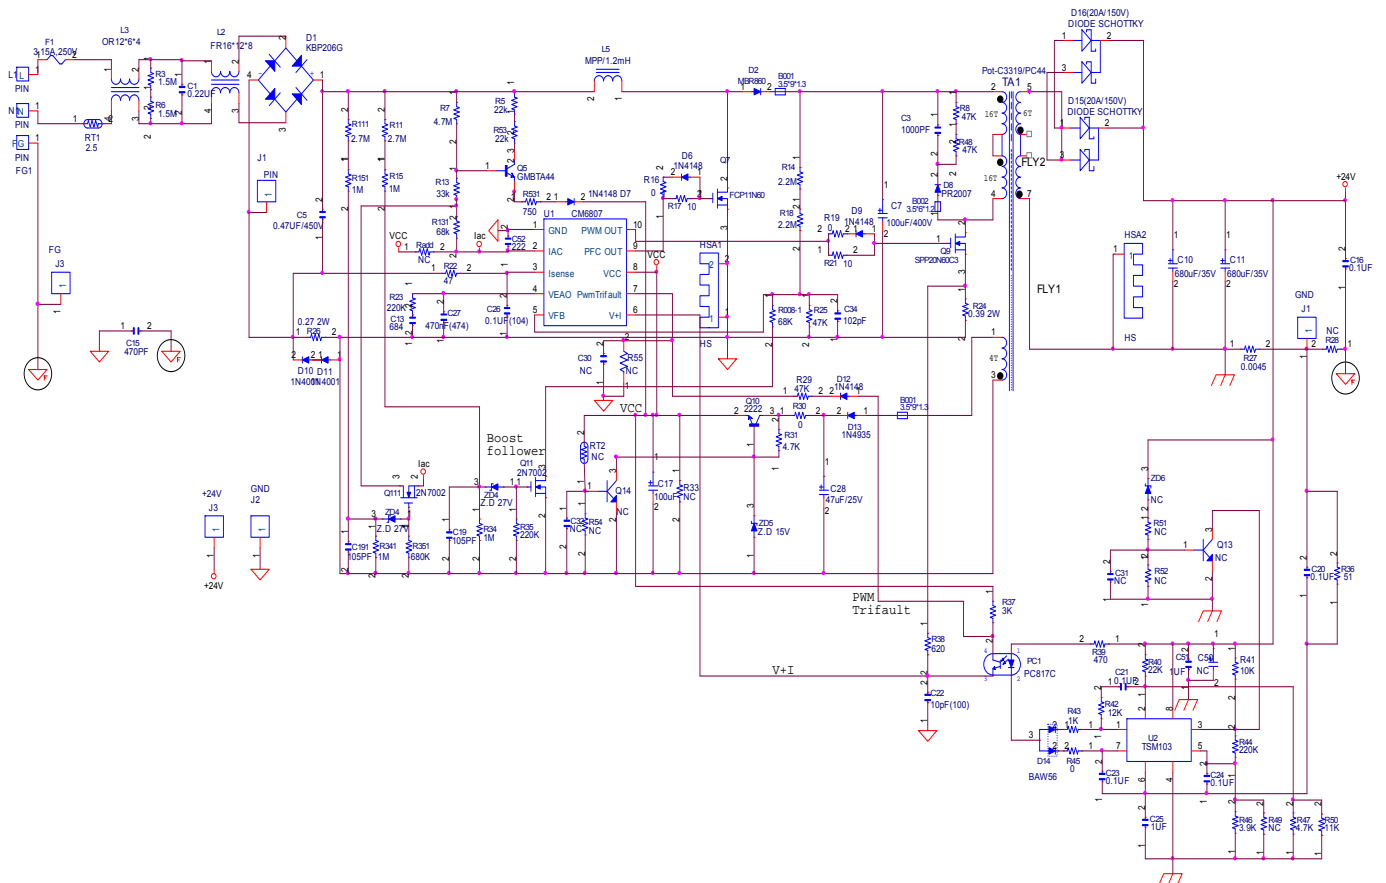 D16(20A/150V)
DIODE SCHOTTKY
F1
3.15A,250V
L3
OR12*6*4
L2
FR16*12*8
D1
KBP206G
L5
MPP/1.2mH
D2
MBR860
B001
3.5*9*1.3
Pot-C3319/PC44
TA1
D15(20A/150V)
DIODE SCHOTTKY
L1
L
PIN
N
N
PIN
FG
PIN
FG1
R3
1.5M
R6
1.5M
C1
0.22UF
RT1
2.5
R111
2.7M
R11
2.7M
R7
4.7M
R5
22k
R53
22k
Q5
GMBTA44
C3
1000PF
R8
47K
R48
47K
16T
6T
FLY2
16T
J1
PIN
R151
1M
R15
1M
R13
33k
R131
68k
R531
750
1N4148 D7
R16
0
D6
1N4148
R17
10
Q7
FCP11N60
R14
2.2M
R18
2.2M
D8
PR2007
B002
3.5*6*1.2
C7
100uF/400V
+24V
C5
0.47UF/450V
U1
CM6807
GND
IAC
Isense
VEAO
VFB
PWM OUT
PFC OUT
VCC
PwmTrifault
V+I
VCC
Radd
NC
Iac
C52
222
R22
47
R23
220K
C13
684
C27
470nF(474)
C26
0.1UF(104)
VCC
HSA1
HS
R19
0
D9
1N4148
R21
10
Q9
SPP20N60C3
R24
0.39 2W
FLY1
HSA2
HS
C10
680uF/35V
C11
680uF/35V
C16
0.1UF
GND
J1
NC
R28
R27
0.0045
FG
J3
C15
470PF
0.27 2W
R26
D10
1N4001
D11
1N4001
R008-1
68K
R25
47K
C34
102pF
4T
C30
NC
R55
NC
R29
47K
D12
1N4148
VCC
Q10
2222
R30
0
D13
1N4935
B001
3.5*9*1.3
R31
4.7K
Boost
follower
RT2
NC
Q11
2N7002
Iac
Q111
2N7002
ZD4
Z.D 27V
ZD4
Z.D 27V
Q14
NC
C17
100uF
R33
NC
C28
47uF/25V
ZD5
Z.D 15V
C191
105PF
R341
1M
R351
680K
C19
105PF
R34
1M
R35
220K
C33
NC
R54
NC
+24V
J3
+24V
GND
J2
ZD6
NC
R51
NC
R52
NC
C31
NC
Q13
NC
C20
0.1UF
R36
51
PWM
Trifault
R37
3K
R38
620
V+I
C22
10pF(100)
PC1
PC817C
R39
470
R40
22K
C51
1UF
C50
NC
R41
10K
C21
0.1UF
R42
12K
R43
1K
R45
0
D14
BAW56
U2
TSM103
R44
220K
C23
0.1UF
C24
0.1UF
C25
1UF
R46
3.9K
R49
NC
R47
4.7K
R50
11K